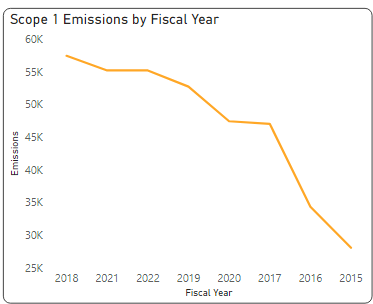 Scope 1 Emissions by Fiscal Year
60K
55K
50K
45K
40K
35K
30K
25K
Emissions
2018 2021 2022 2019 2020 2017 2016 2015
Fiscal Year